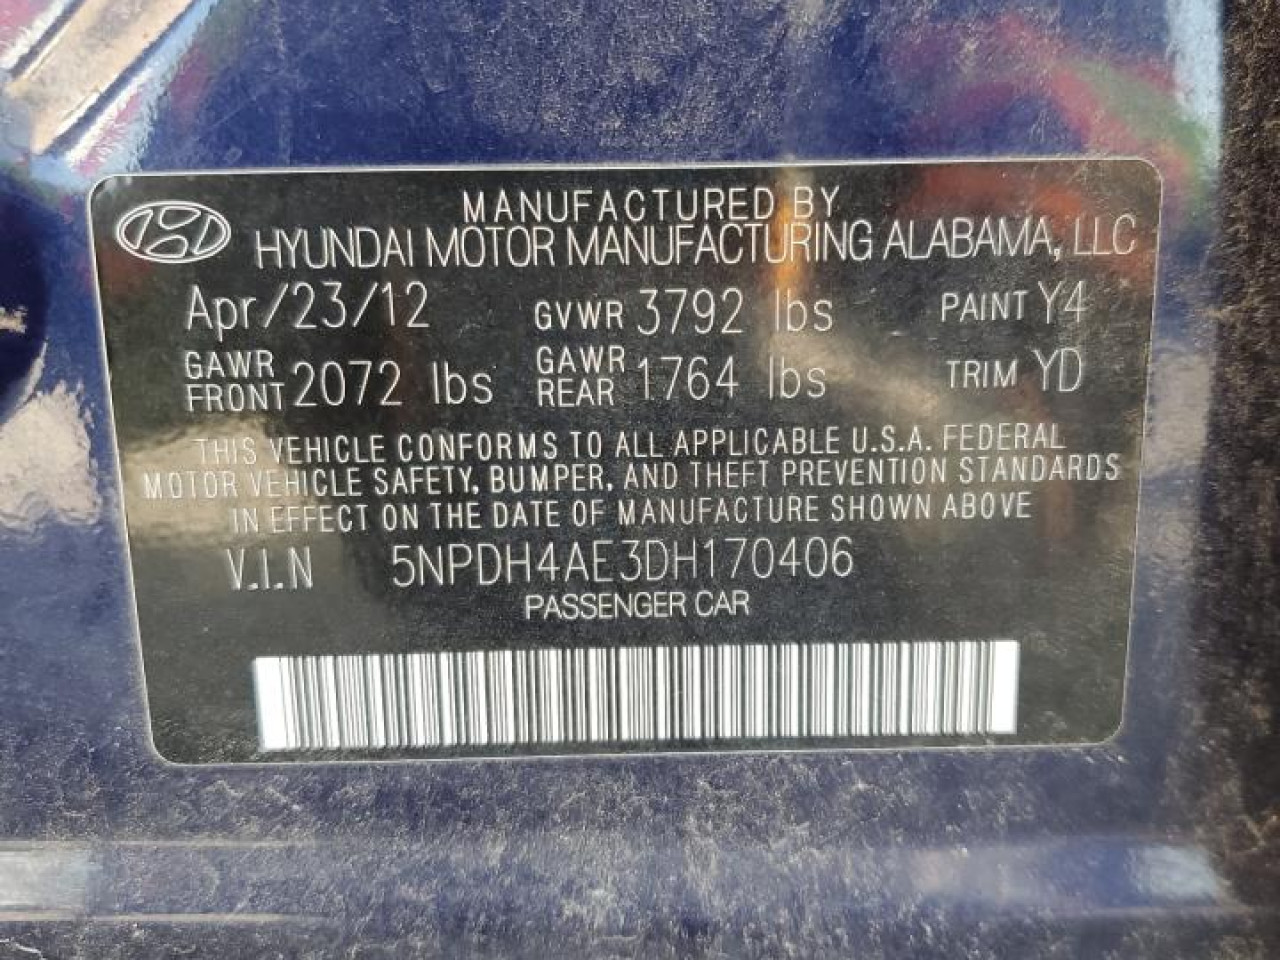 MANUFACTURED BY
HYUNDAI MOTOR MANUFACTURING ALABAMA, LLC
Apr/23/12 GVWR 3792 lbs PAINT Y4
GAWR FRONT 2072 lbs GAWR REAR 1764 lbs TRIM YD
THIS VEHICLE CONFORMS TO ALL APPLICABLE U.S.A. FEDERAL
MOTOR VEHICLE SAFETY, BUMPER, AND THEFT PREVENTION STANDARDS
IN EFFECT ON THE DATE OF MANUFACTURE SHOWN ABOVE
V.I.N 5NPDH4AE3DH170406
PASSENGER CAR